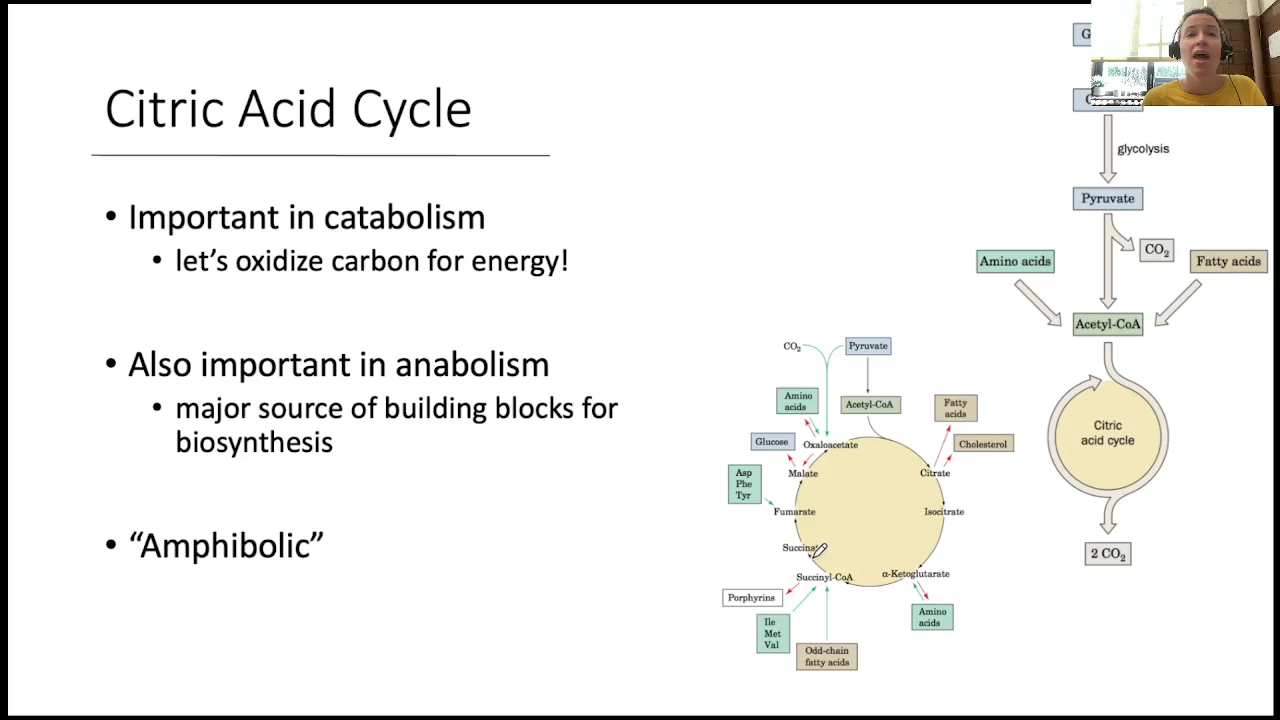 Citric Acid Cycle
• Important in catabolism
• let’s oxidize carbon for energy!
• Also important in anabolism
• major source of building blocks for
biosynthesis
• “Amphibolic”
glycolysis
Pyruvate
CO₂
Amino acids
Fatty acids
Acetyl-CoA
Citric
acid cycle
2 CO₂
CO₂
Pyruvate
Amino
acids
Acetyl-CoA
Fatty
acids
Glucose
Oxaloacetate
Cholesterol
Malate
Citrate
Asp
Phe
Tyr
Fumarate
Isocitrate
Succinate
Succinyl-CoA
α-Ketoglutarate
Porphyrins
Amino
acids
Ile
Met
Val
Odd-chain
fatty acids